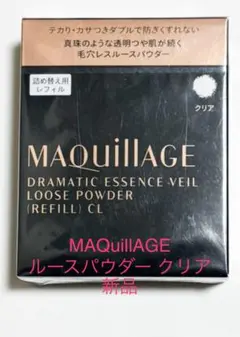 テカリ・カサつきダブルで防ぎくずれない
真珠のような透明つや肌が続く
毛穴レスルースパウダー
詰め替え用
レフィル
クリア
MAQuillAGE
DRAMATIC ESSENCE VEIL
LOOSE POWDER
(REFILL) CL
MAQuillAGE
ルースパウダー クリア
新品